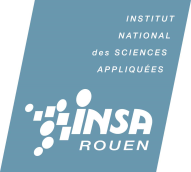 INSTITUT
NATIONAL
des SCIENCES
APPLIQUÉES
INSA
ROUEN